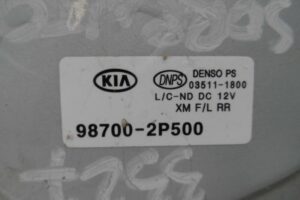 KIA
DNPS
DENSO PS
03511-1800
L/C-ND DC 12V
XM F/L RR
98700-2P500